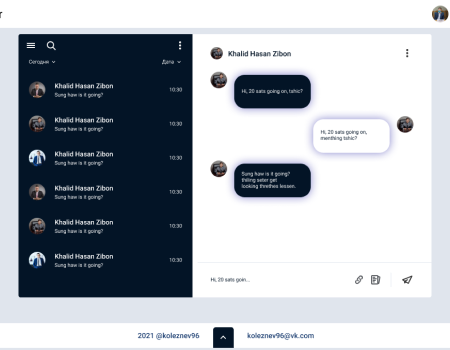 Khalid Hasan Zibon
Сегодня
Дата
Khalid Hasan Zibon
10:30
Sung haw is it going?
Khalid Hasan Zibon
10:30
Sung haw is it going?
Khalid Hasan Zibon
10:30
Sung haw is it going?
Khalid Hasan Zibon
10:30
Sung haw is it going?
Khalid Hasan Zibon
10:30
Sung haw is it going?
Khalid Hasan Zibon
10:30
Sung haw is it going?
Hi, 20 sats going on, tshic?
Hi, 20 sats going on,
menthing tshic?
Sung haw is it going?
thiling seter get
looking threthes lessen.
Hi, 20 sats goin...
2021 @koleznev96
koleznev96@vk.com